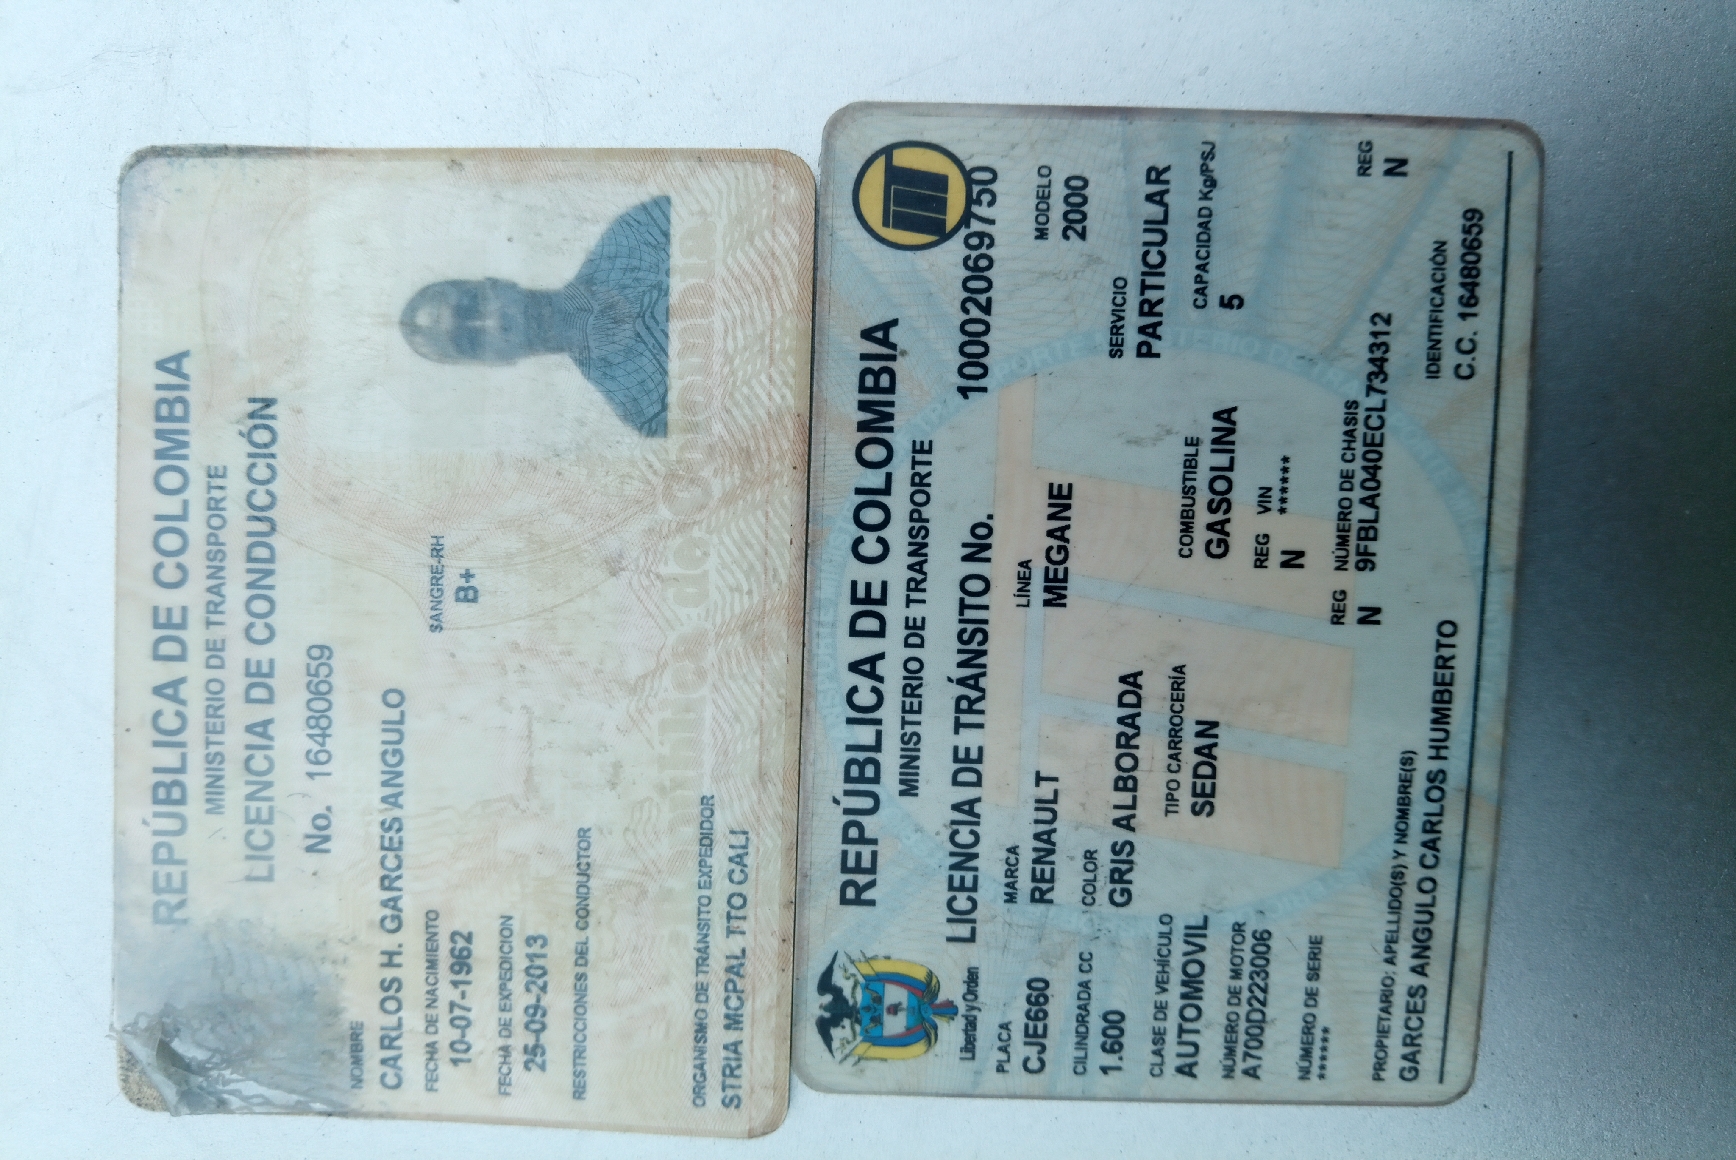 REPÚBLICA DE COLOMBIA
MINISTERIO DE TRANSPORTE
LICENCIA DE CONDUCCIÓN
No. 16480659
NOMBRE
CARLOS H. GARCES ANGULO
FECHA DE NACIMIENTO SANGRE-RH
10-07-1962 B+
FECHA DE EXPEDICION
25-09-2013
RESTRICCIONES DEL CONDUCTOR
ORGANISMO DE TRÁNSITO EXPEDIDOR
STRIA MCPAL TTO CALI
REPÚBLICA DE COLOMBIA
MINISTERIO DE TRANSPORTE
Libertad y Orden
LICENCIA DE TRÁNSITO No. 10002069750
PLACA MARCA LÍNEA MODELO
CJE660 RENAULT MEGANE 2000
CILINDRADA CC COLOR SERVICIO
1.600 GRIS ALBORADA PARTICULAR
CLASE DE VEHÍCULO TIPO CARROCERÍA COMBUSTIBLE CAPACIDAD Kg/PSJ
AUTOMOVIL SEDAN GASOLINA 5
NÚMERO DE MOTOR REG VIN
A700D223006 N ******
NÚMERO DE SERIE REG NÚMERO DE CHASIS REG
****** N 9FBLA040ECL734312 N
PROPIETARIO: APELLIDO(S) Y NOMBRE(S) IDENTIFICACIÓN
GARCES ANGULO CARLOS HUMBERTO C.C. 16480659